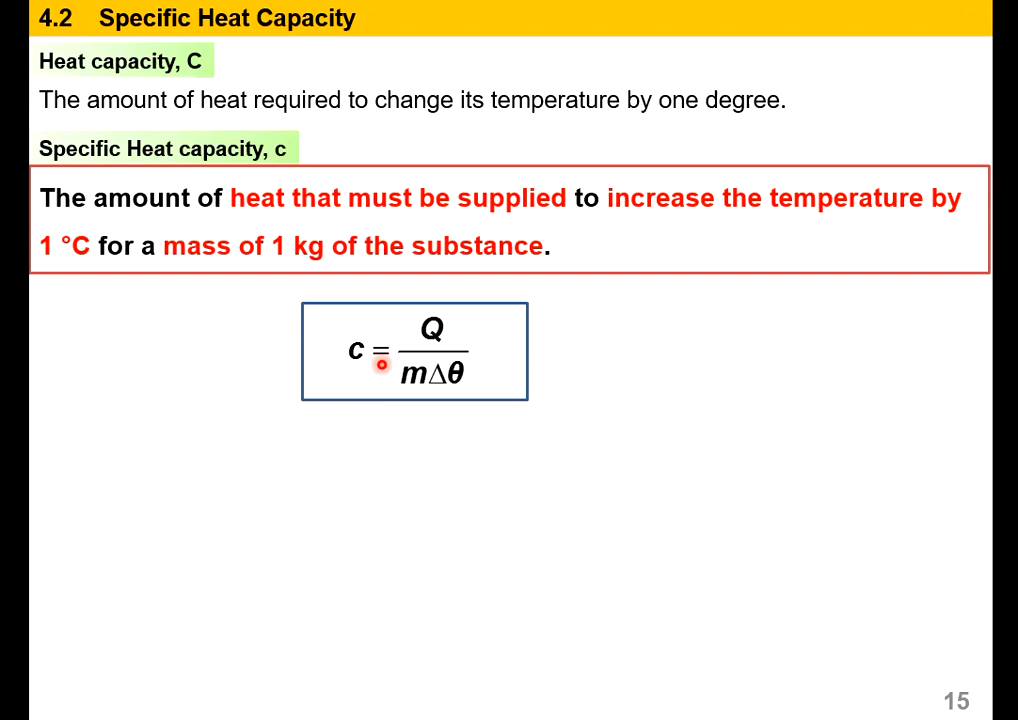 4.2 Specific Heat Capacity
Heat capacity, C
The amount of heat required to change its temperature by one degree.
Specific Heat capacity, c
The amount of heat that must be supplied to increase the temperature by
1 °C for a mass of 1 kg of the substance.
c = Q / mΔθ
15